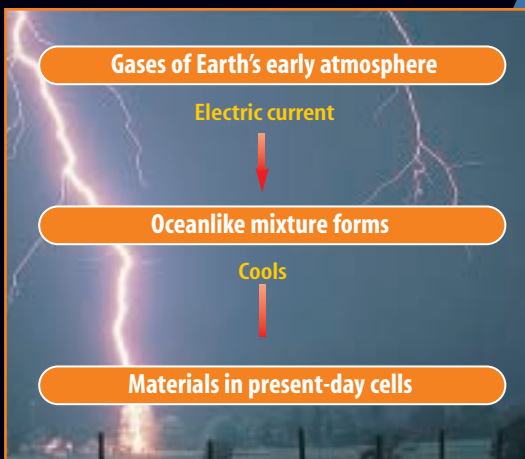 Gases of Earth's early atmosphere
Electric current
Oceanlike mixture forms
Cools
Materials in present-day cells